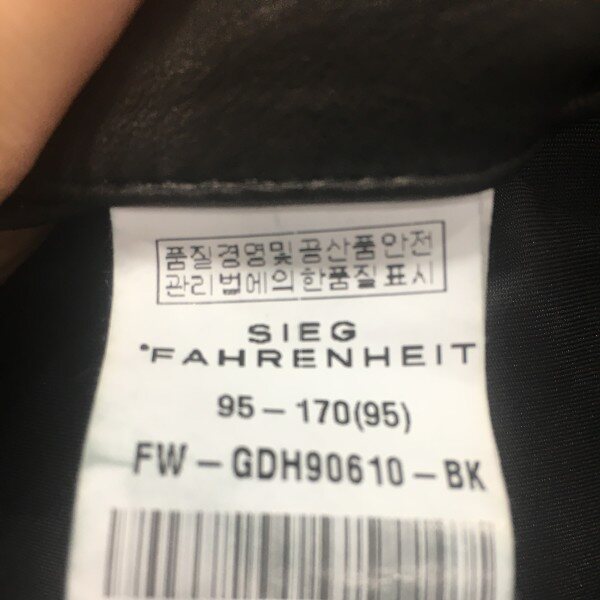 품질경영및공산품안전
관리법에의한품질표시
SIEG
°FAHRENHEIT
95-170(95)
FW-GDH90610-BK